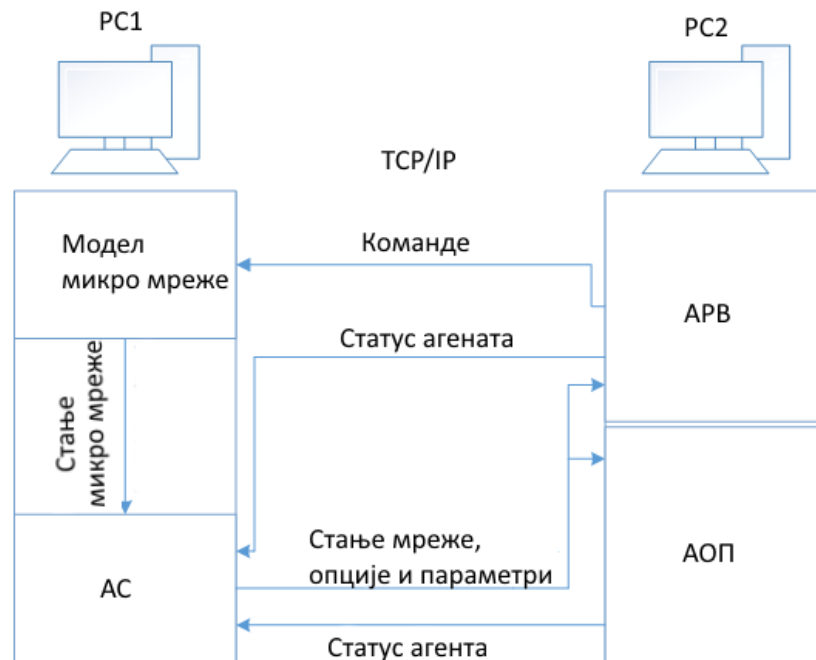 PC1
PC2
TCP/IP
Модел
микро мреже
Команде
АРВ
Статус агената
Стање
микро мреже
Стање мреже,
опције и параметри
АС
АОП
Статус агента